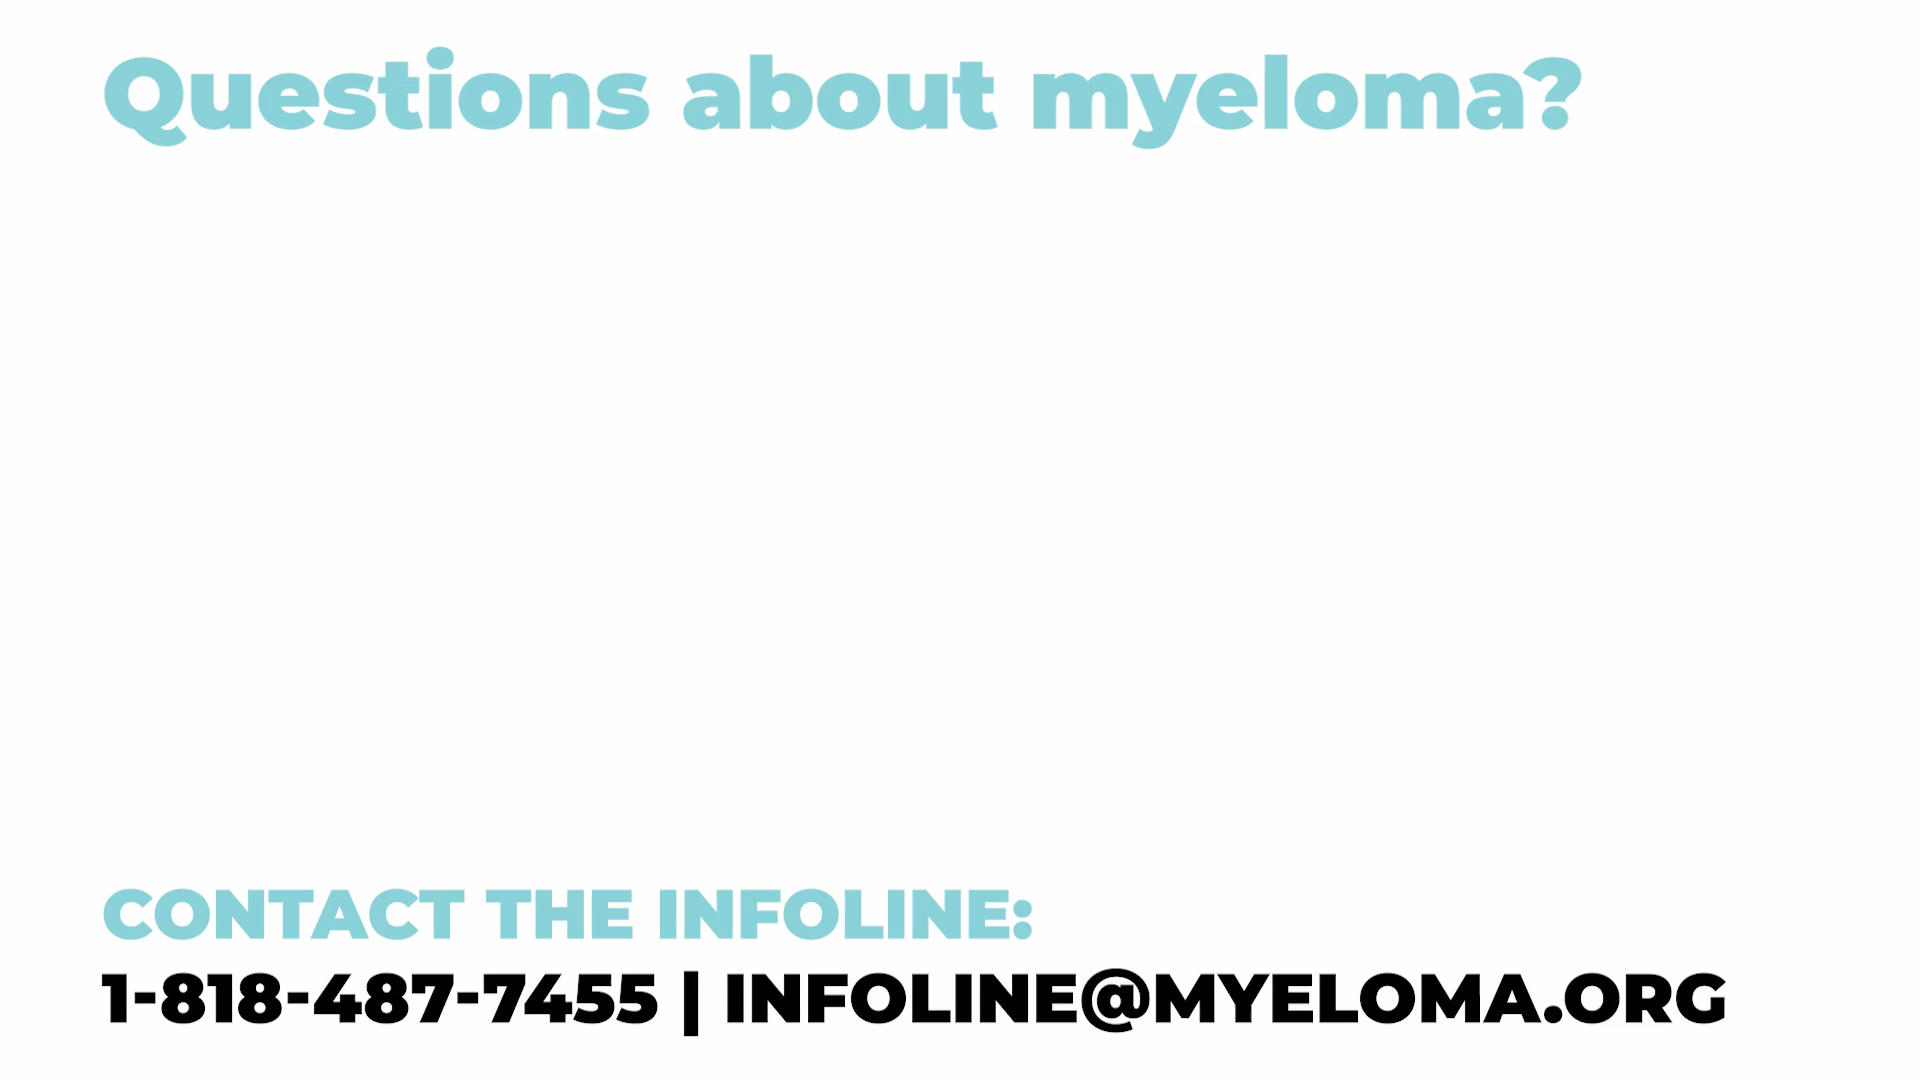 Questions about myeloma?
CONTACT THE INFOLINE:
1-818-487-7455 | INFOLINE@MYELOMA.ORG